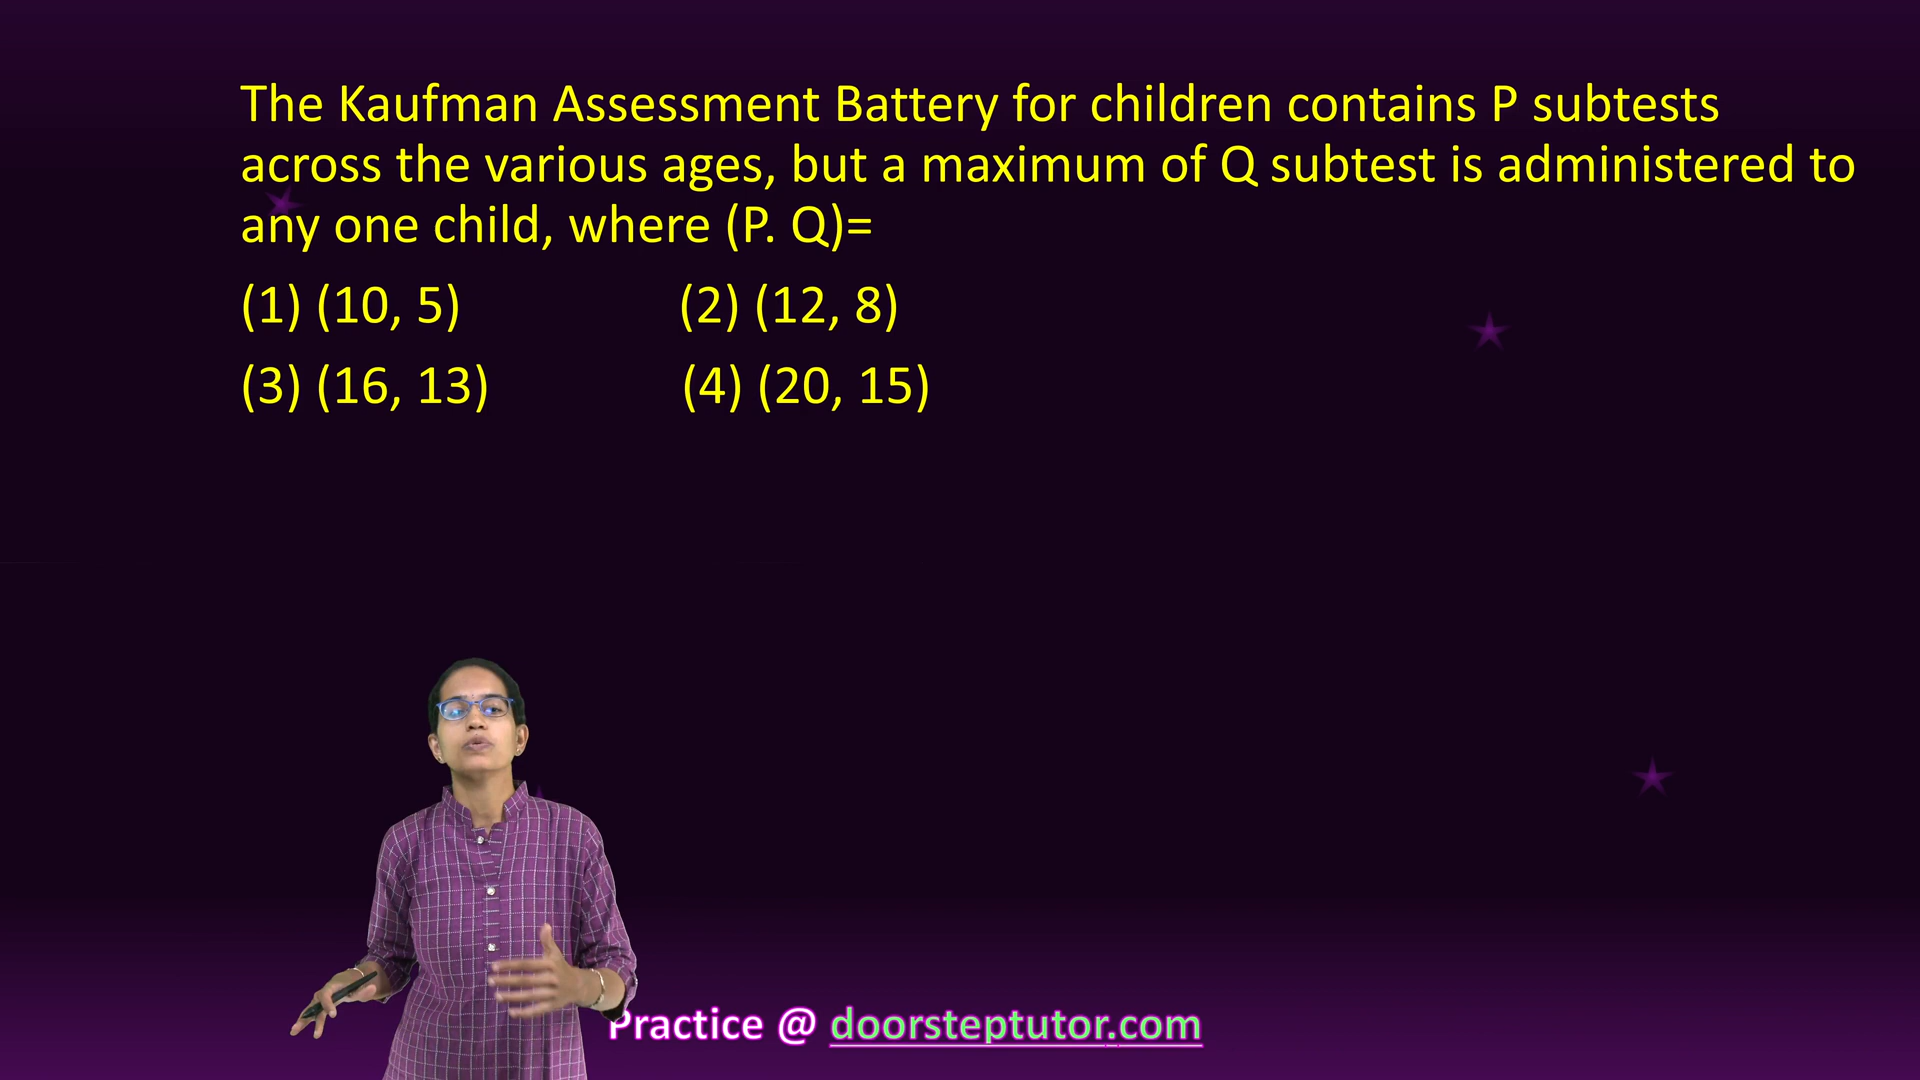 The Kaufman Assessment Battery for children contains P subtests
across the various ages, but a maximum of Q subtest is administered to
any one child, where (P. Q)=
(1) (10, 5) (2) (12, 8)
(3) (16, 13) (4) (20, 15)
Practice @ doorsteptutor.com